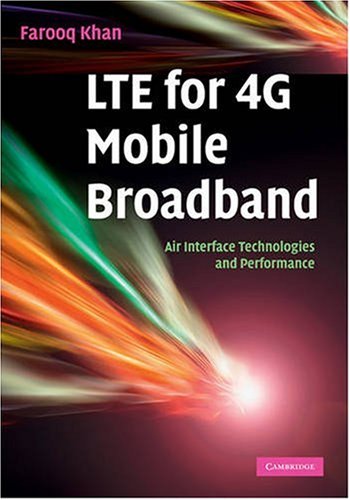 Farooq Khan
LTE for 4G
Mobile
Broadband
Air Interface Technologies
and Performance
CAMBRIDGE